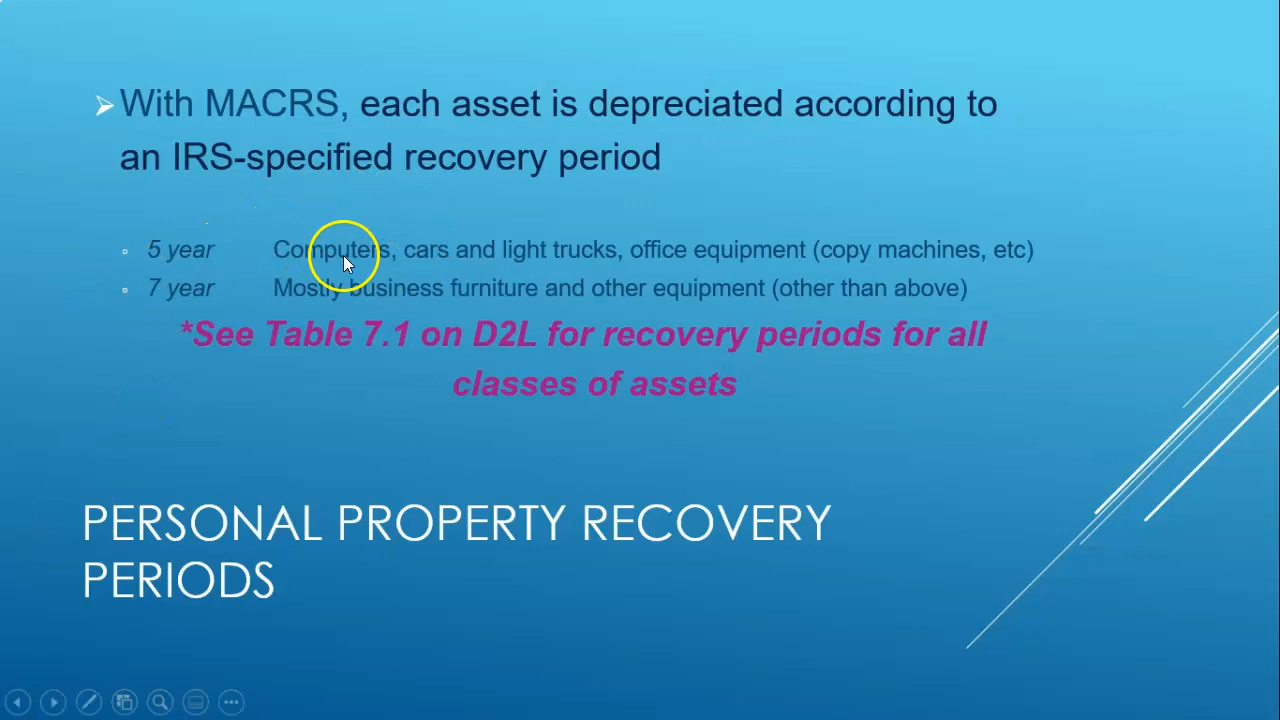 With MACRS, each asset is depreciated according to
an IRS-specified recovery period
5 year Computers, cars and light trucks, office equipment (copy machines, etc)
7 year Mostly business furniture and other equipment (other than above)
*See Table 7.1 on D2L for recovery periods for all
classes of assets
PERSONAL PROPERTY RECOVERY
PERIODS